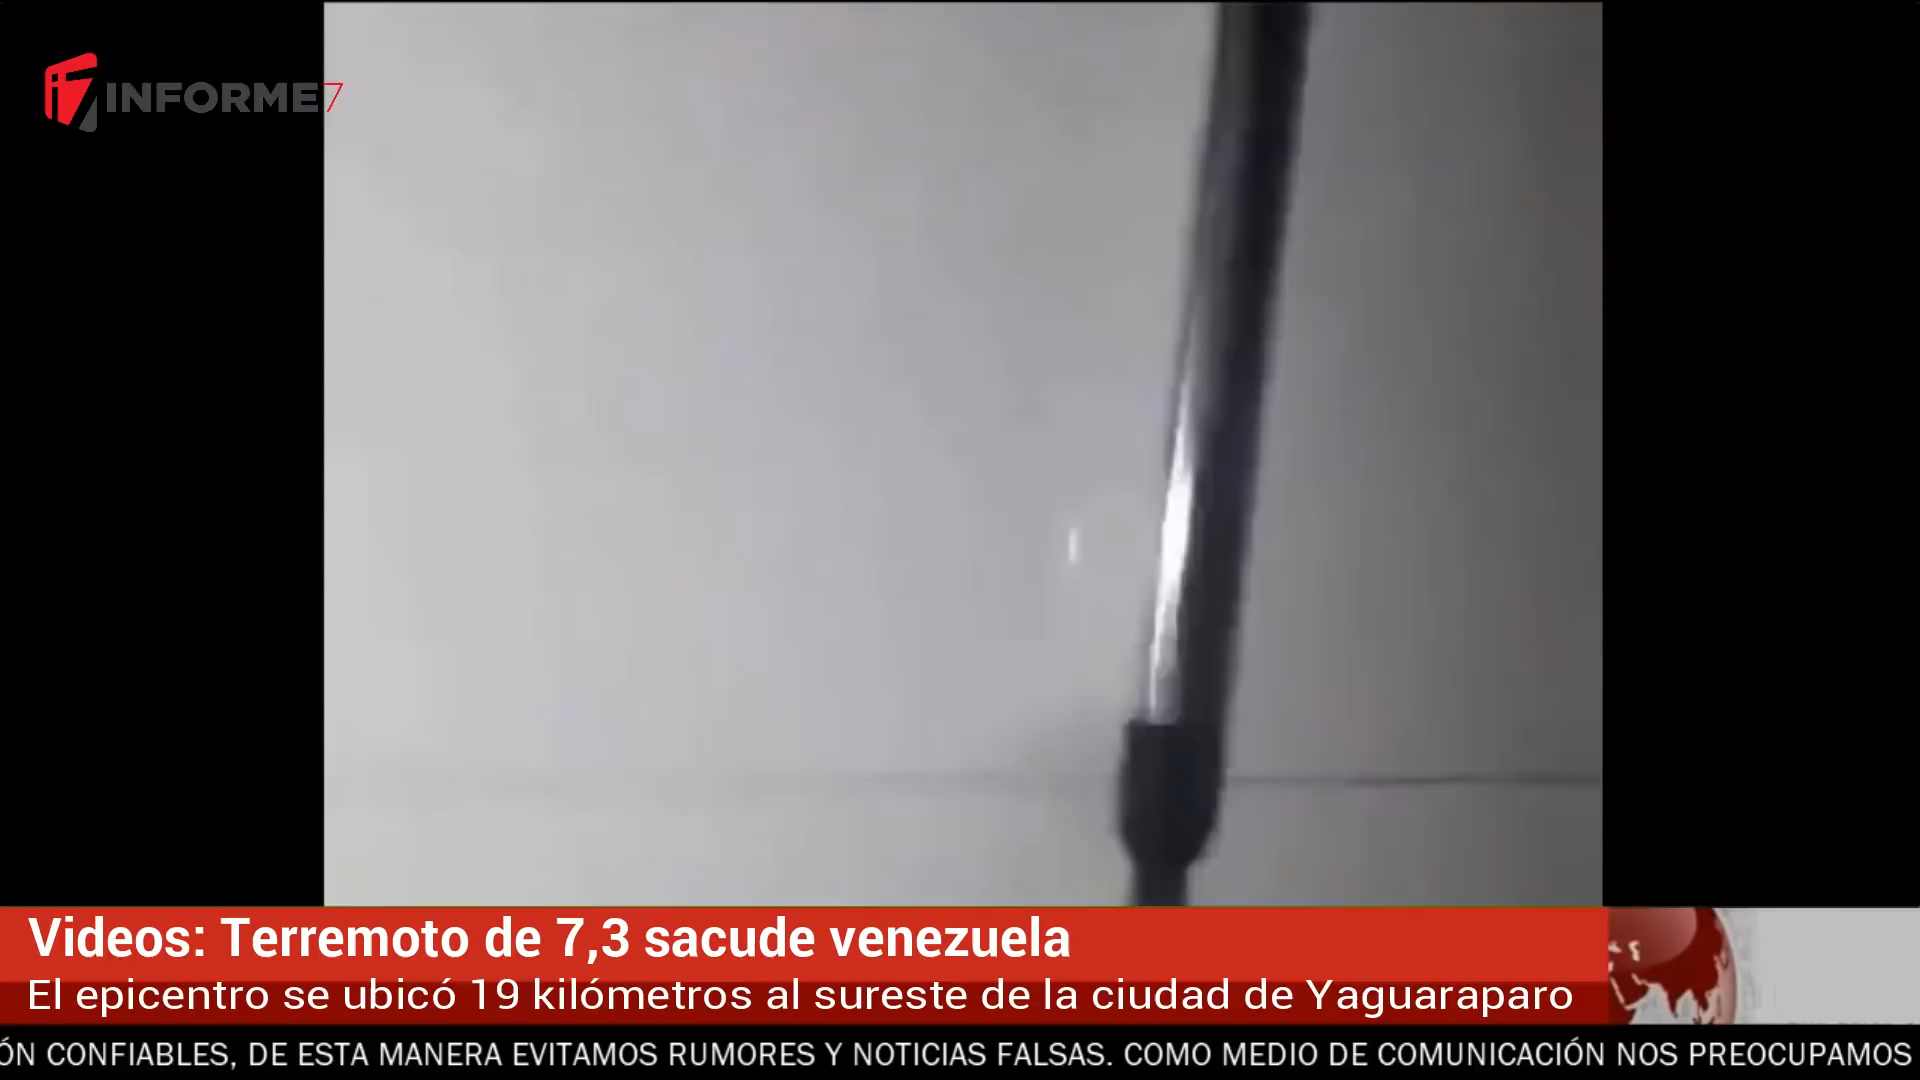 INFORME7
Videos: Terremoto de 7,3 sacude venezuela
El epicentro se ubicó 19 kilómetros al sureste de la ciudad de Yaguaraparo
ÓN CONFIABLES, DE ESTA MANERA EVITAMOS RUMORES Y NOTICIAS FALSAS. COMO MEDIO DE COMUNICACIÓN NOS PREOCUPAMOS